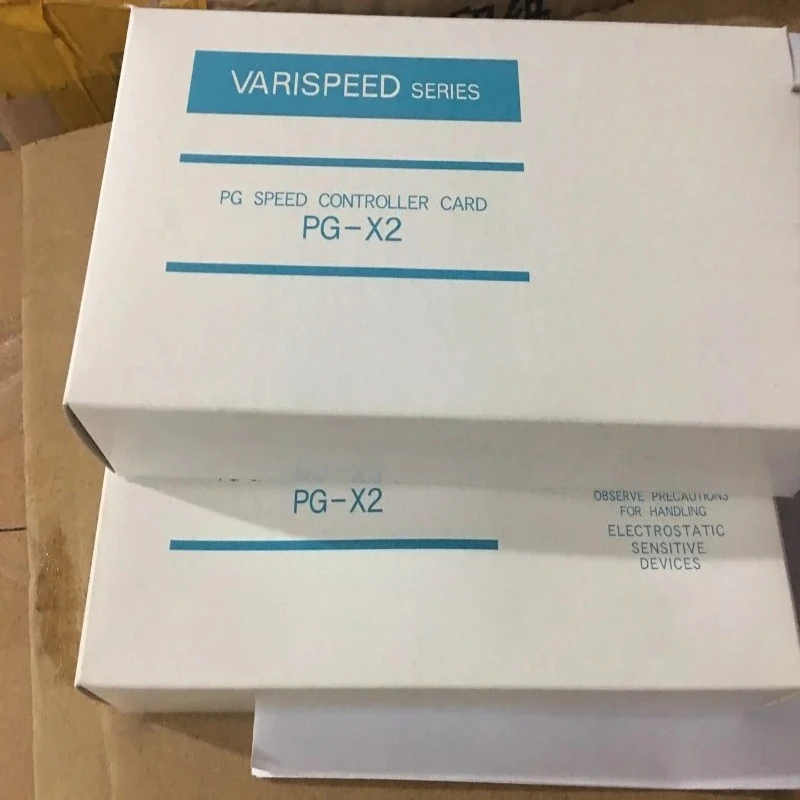 VARISPEED SERIES
PG SPEED CONTROLLER CARD
PG-X2
PG-X2
OBSERVE PRECAUTIONS
FOR HANDLING
ELECTROSTATIC
SENSITIVE
DEVICES